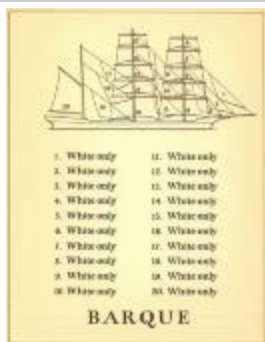 1. White only
2. White only
3. White only
4. White only
5. White only
6. White only
7. White only
8. White only
9. White only
10. White only
11. White only
12. White only
13. White only
14. White only
15. White only
16. White only
17. White only
18. White only
19. White only
20. White only
BARQUE